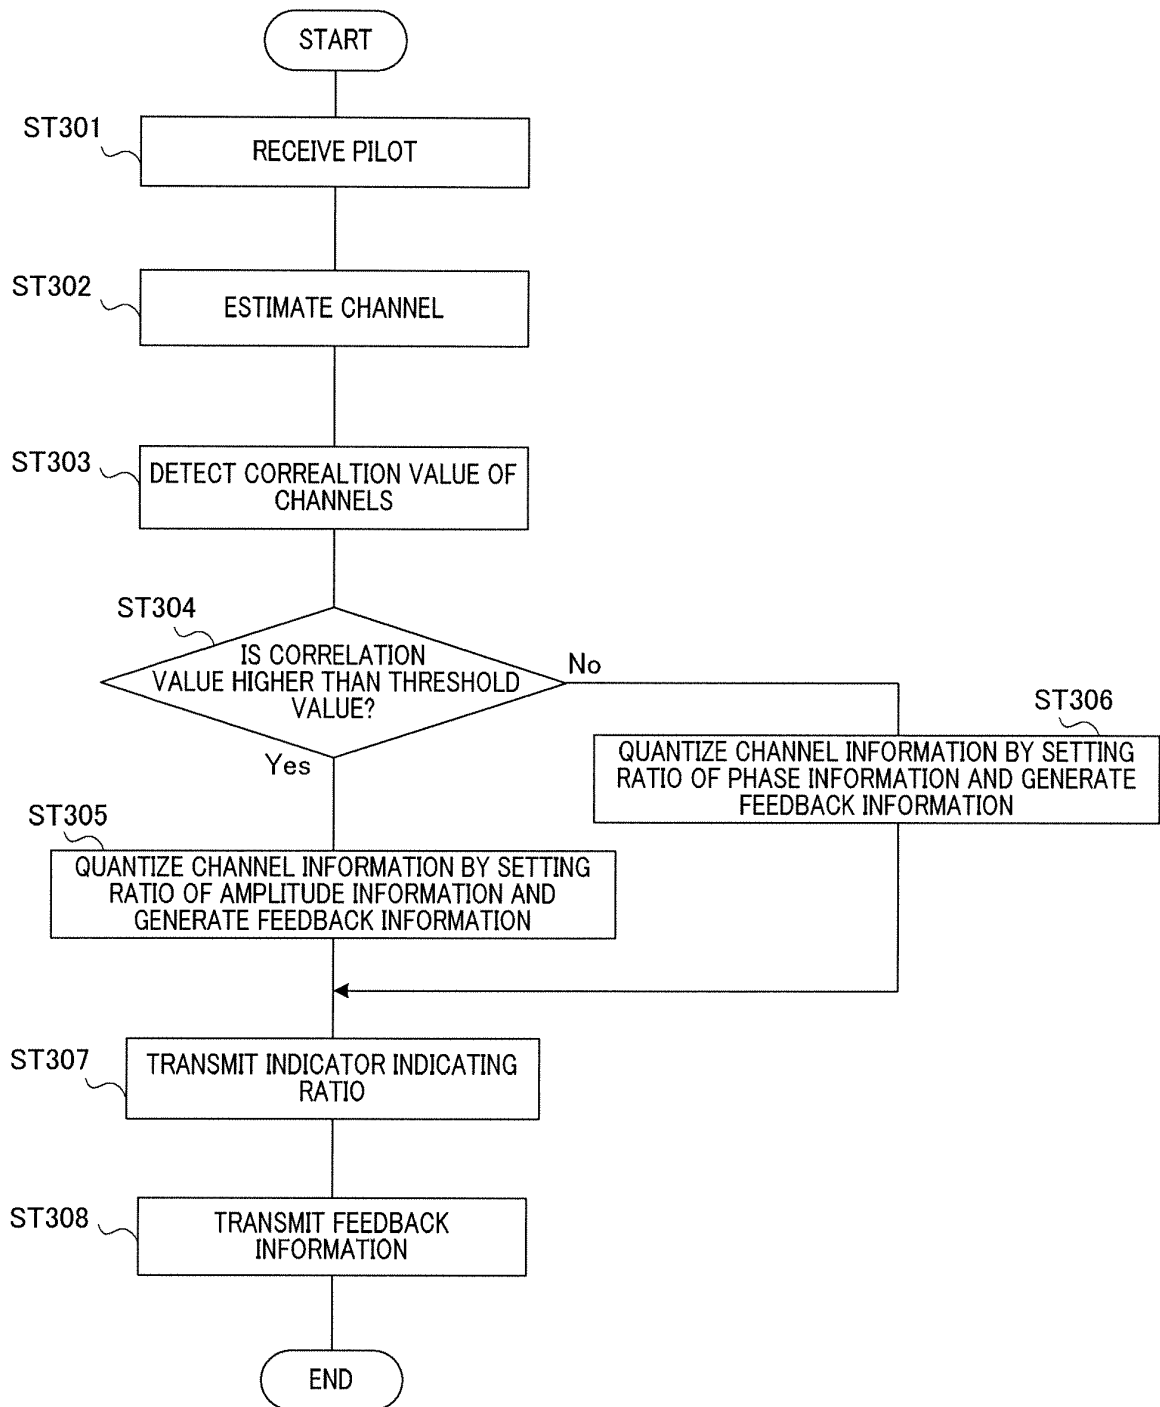 START
ST301
RECEIVE PILOT
ST302
ESTIMATE CHANNEL
ST303
DETECT CORREALTION VALUE OF
CHANNELS
ST304
IS CORRELATION
VALUE HIGHER THAN THRESHOLD
VALUE?
No
Yes
ST306
QUANTIZE CHANNEL INFORMATION BY SETTING
RATIO OF PHASE INFORMATION AND GENERATE
FEEDBACK INFORMATION
ST305
QUANTIZE CHANNEL INFORMATION BY SETTING
RATIO OF AMPLITUDE INFORMATION AND
GENERATE FEEDBACK INFORMATION
ST307
TRANSMIT INDICATOR INDICATING
RATIO
ST308
TRANSMIT FEEDBACK
INFORMATION
END